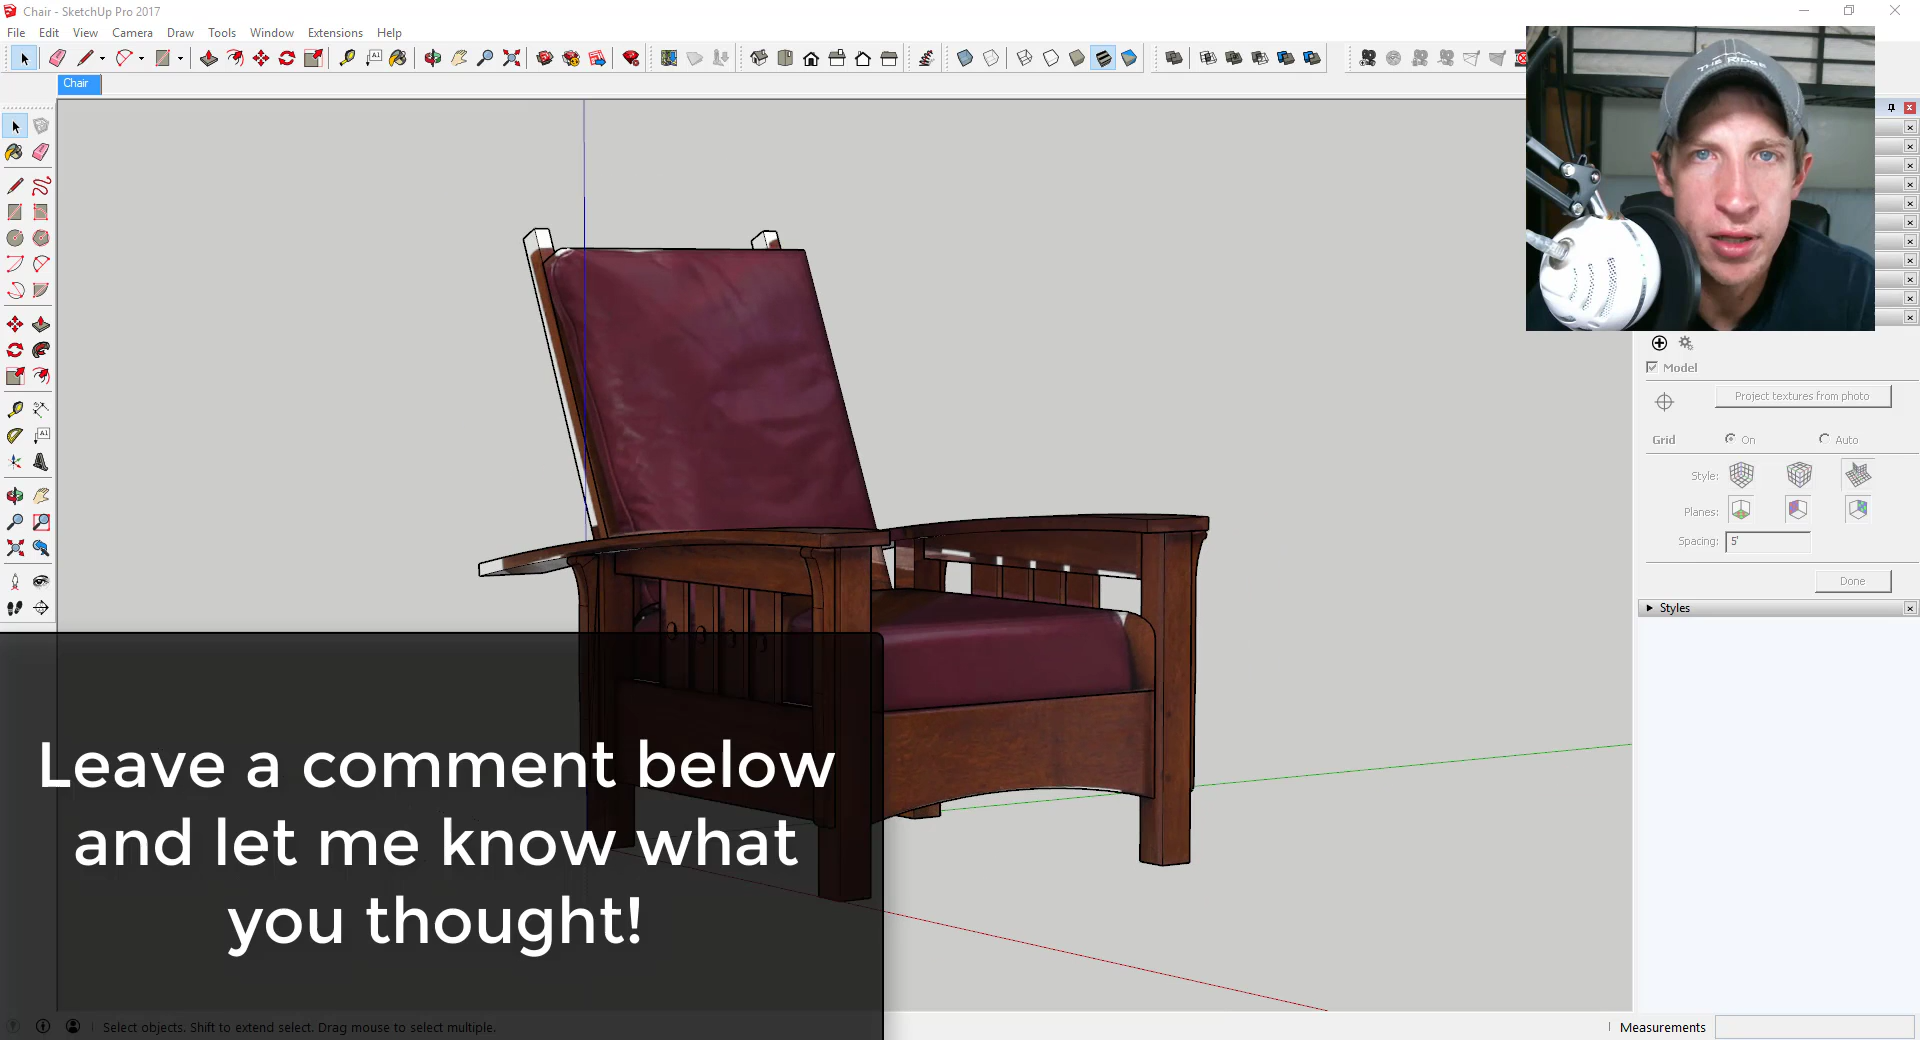 Chair - SketchUp Pro 2017
File Edit View Camera Draw Tools Window Extensions Help
Chair
THE RIDGE
Model
Project textures from photo
Grid On Auto
Style:
Planes:
Spacing: 5'
Done
Styles
Leave a comment below
and let me know what
you thought!
Select objects. Shift to extend select. Drag mouse to select multiple.
Measurements